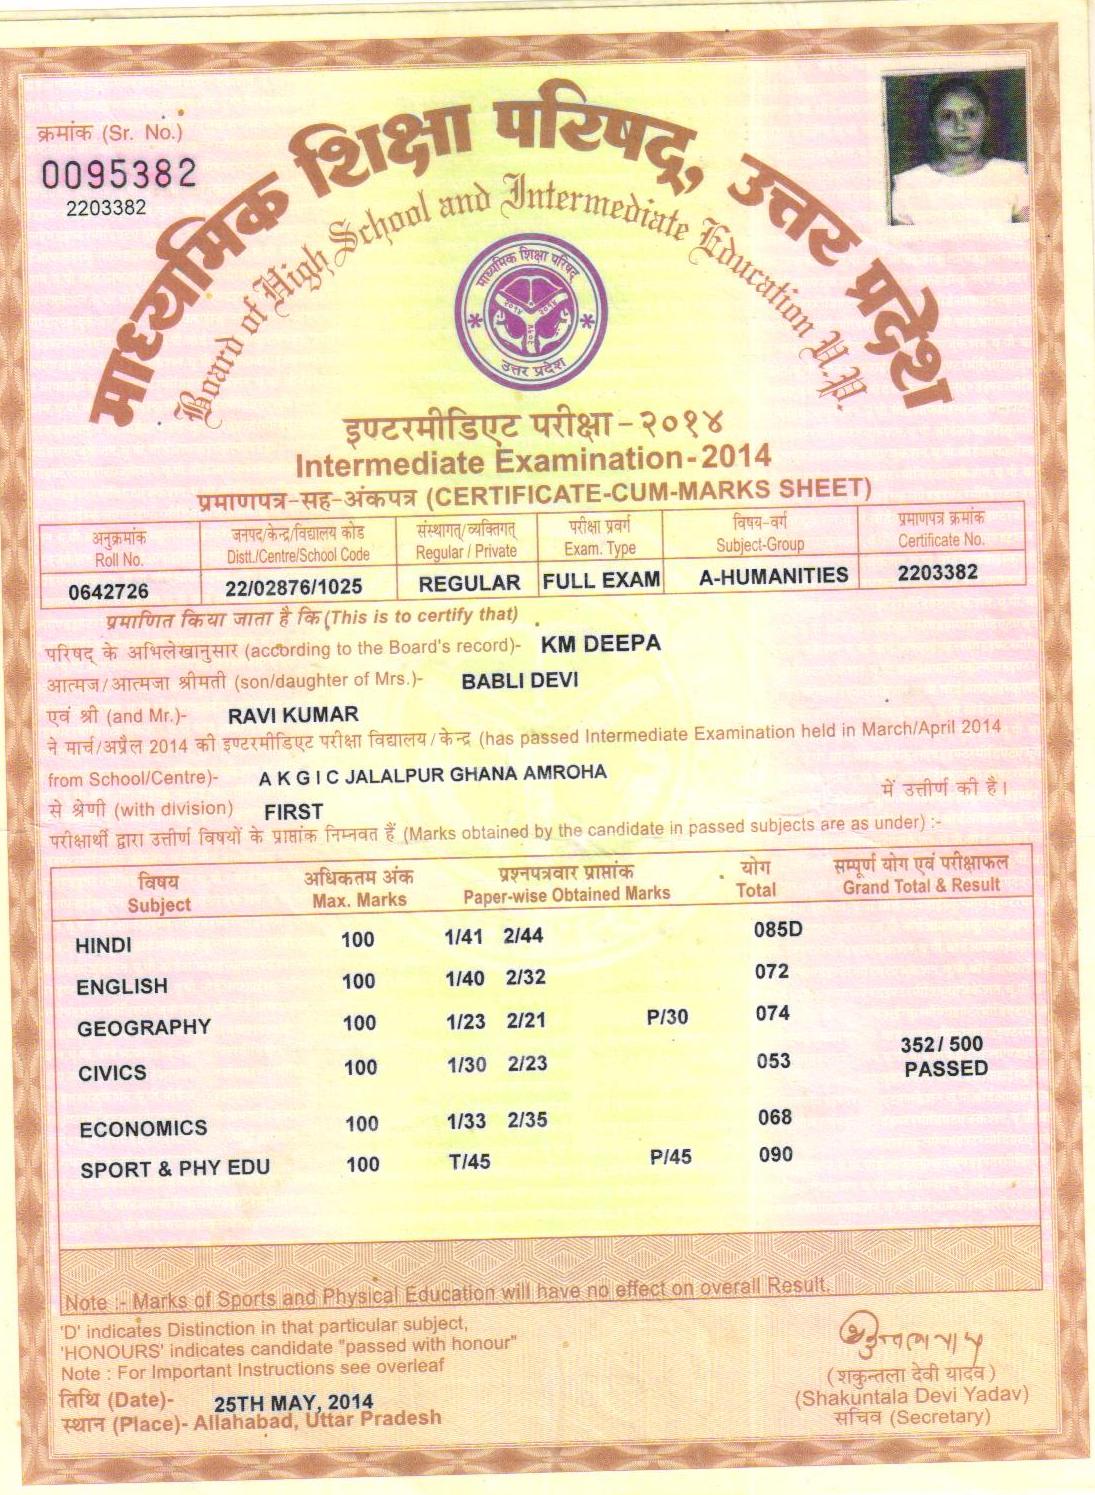 क्रमांक (Sr. No.)
0095382
2203382
माध्यमिक शिक्षा परिषद्, उत्तर प्रदेश
Board of High School and Intermediate Education U.P.
माध्यमिक शिक्षा परिषद्
उत्तर प्रदेश
इण्टरमीडिएट परीक्षा - २०१४
Intermediate Examination - 2014
प्रमाणपत्र-सह-अंकपत्र (CERTIFICATE-CUM-MARKS SHEET)
अनुक्रमांक जनपद/केन्द्र/विद्यालय कोड संस्थागत्/व्यक्तिगत् परीक्षा प्रवर्ग विषय-वर्ग प्रमाणपत्र क्रमांक
Roll No. Distt./Centre/School Code Regular / Private Exam. Type Subject-Group Certificate No.
0642726 22/02876/1025 REGULAR FULL EXAM A-HUMANITIES 2203382
प्रमाणित किया जाता है कि (This is to certify that)
परिषद् के अभिलेखानुसार (according to the Board's record)- KM DEEPA
आत्मज/आत्मजा श्रीमती (son/daughter of Mrs.)- BABLI DEVI
एवं श्री (and Mr.)- RAVI KUMAR
ने मार्च/अप्रैल 2014 की इण्टरमीडिएट परीक्षा विद्यालय/केन्द्र (has passed Intermediate Examination held in March/April 2014
from School/Centre)- A K G I C JALALPUR GHANA AMROHA
से श्रेणी (with division) FIRST में उत्तीर्ण की है।
परीक्षार्थी द्वारा उत्तीर्ण विषयों के प्राप्तांक निम्नवत हैं (Marks obtained by the candidate in passed subjects are as under) :-
विषय अधिकतम अंक प्रश्नपत्रवार प्राप्तांक योग सम्पूर्ण योग एवं परीक्षाफल
Subject Max. Marks Paper-wise Obtained Marks Total Grand Total & Result
HINDI 100 1/41 2/44 085D
ENGLISH 100 1/40 2/32 072
GEOGRAPHY 100 1/23 2/21 P/30 074
352/ 500
CIVICS 100 1/30 2/23 053 PASSED
ECONOMICS 100 1/33 2/35 068
SPORT & PHY EDU 100 T/45 P/45 090
Note :- Marks of Sports and Physical Education will have no effect on overall Result.
'D' indicates Distinction in that particular subject,
'HONOURS' indicates candidate "passed with honour"
Note : For Important Instructions see overleaf
तिथि (Date)- 25TH MAY, 2014
स्थान (Place)- Allahabad, Uttar Pradesh
(शकुन्तला देवी यादव)
(Shakuntala Devi Yadav)
सचिव (Secretary)